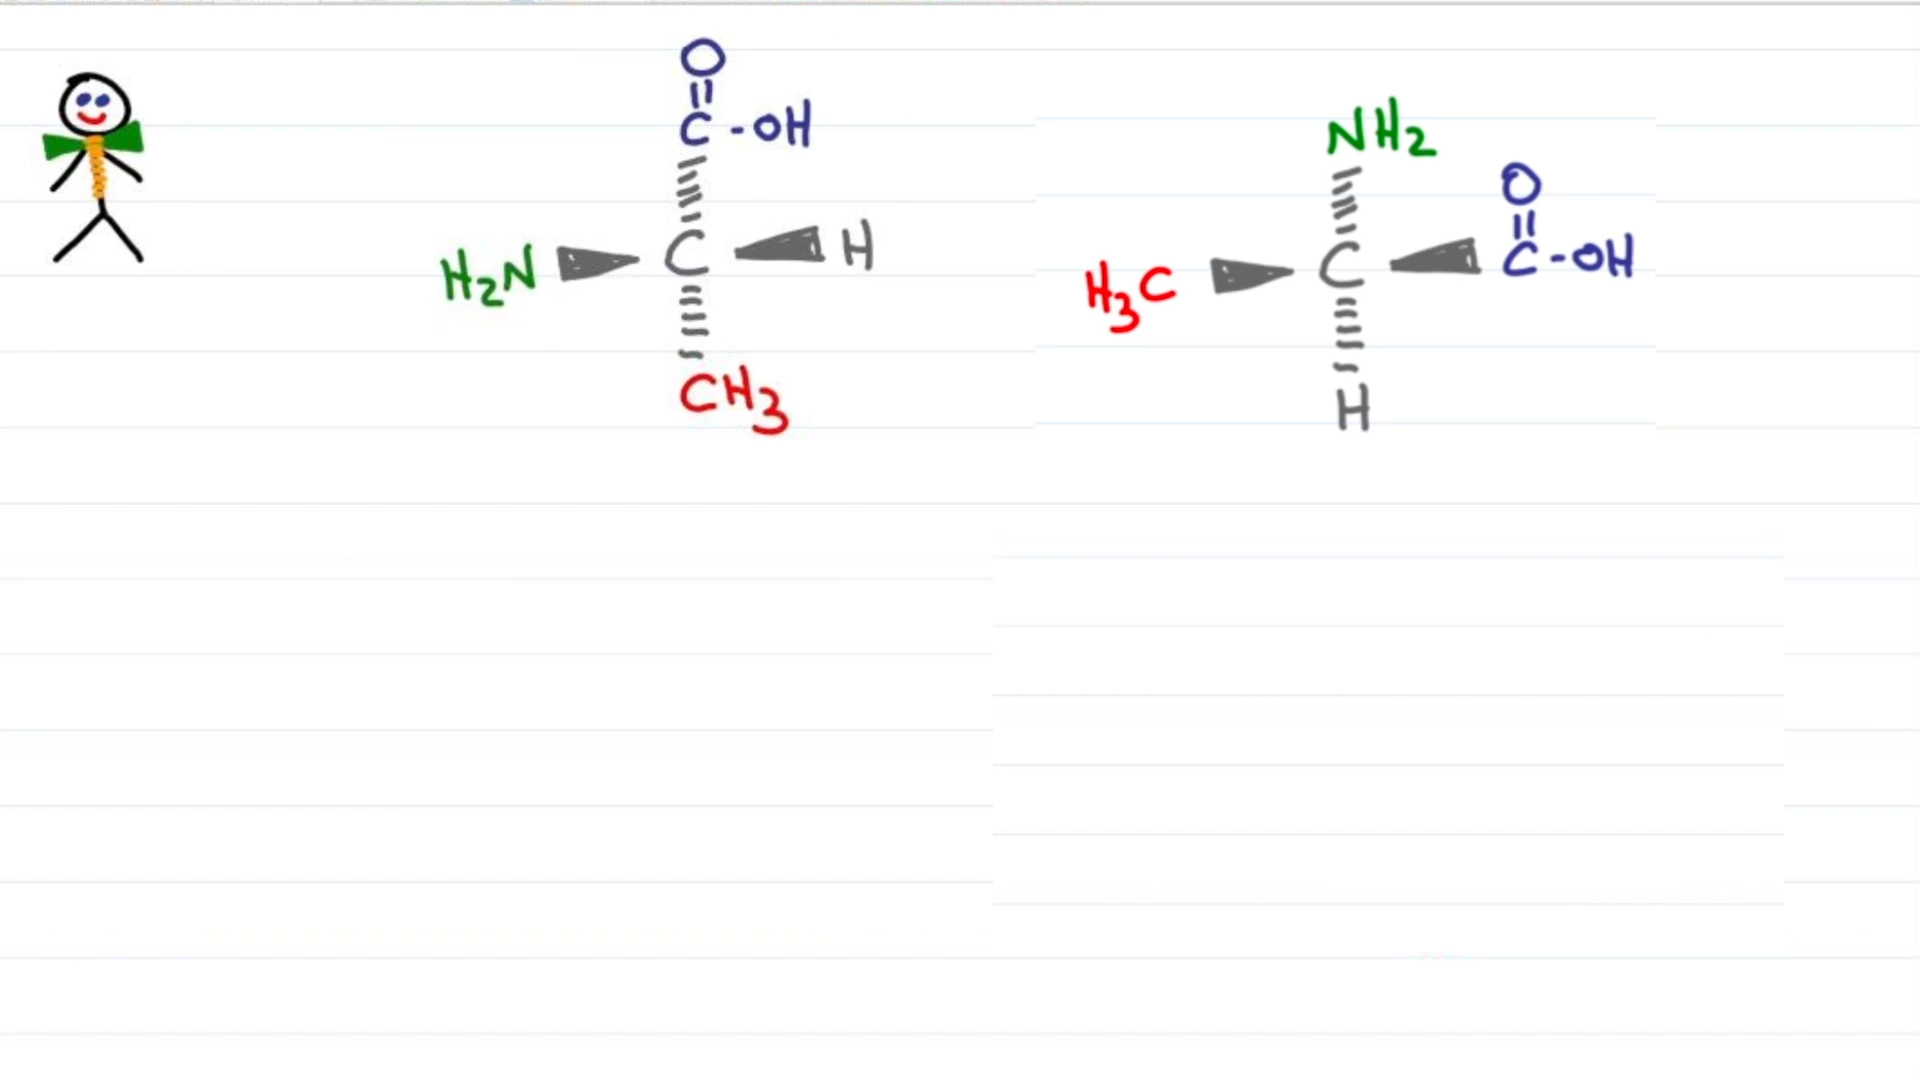 O
C-OH
H₂N C H
CH₃
NH₂
O
H₃C C C-OH
H